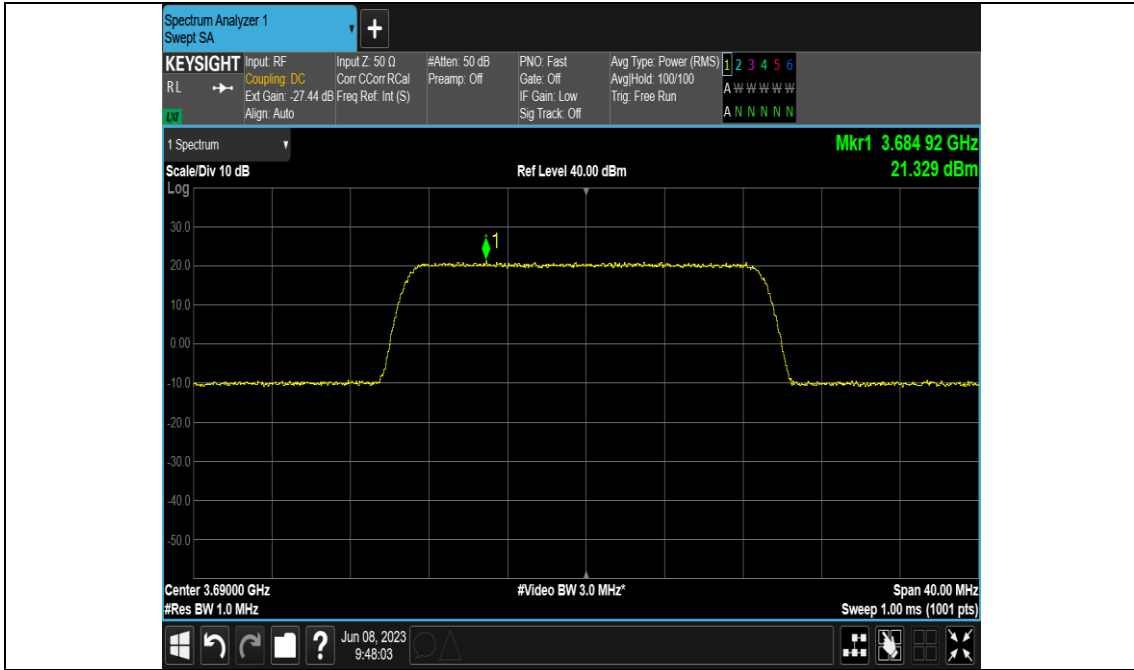 Spectrum Analyzer 1
Swept SA
+
KEYSIGHT
RL
LXI
Input: RF
Coupling: DC
Ext Gain: -27.44 dB
Align: Auto
Input Z: 50 Ω
Corr CCorr RCal
Freq Ref: Int (S)
#Atten: 50 dB
Preamp: Off
PNO: Fast
Gate: Off
IF Gain: Low
Sig Track: Off
Avg Type: Power (RMS)
Avg|Hold: 100/100
Trig: Free Run
1 2 3 4 5 6
A W W W W W
A N N N N N
1 Spectrum
Mkr1 3.684 92 GHz
21.329 dBm
Scale/Div 10 dB
Ref Level 40.00 dBm
Log
30.0
20.0
10.0
0.00
-10.0
-20.0
-30.0
-40.0
-50.0
1
Center 3.69000 GHz
#Video BW 3.0 MHz*
Span 40.00 MHz
#Res BW 1.0 MHz
Sweep 1.00 ms (1001 pts)
?
Jun 08, 2023
9:48:03